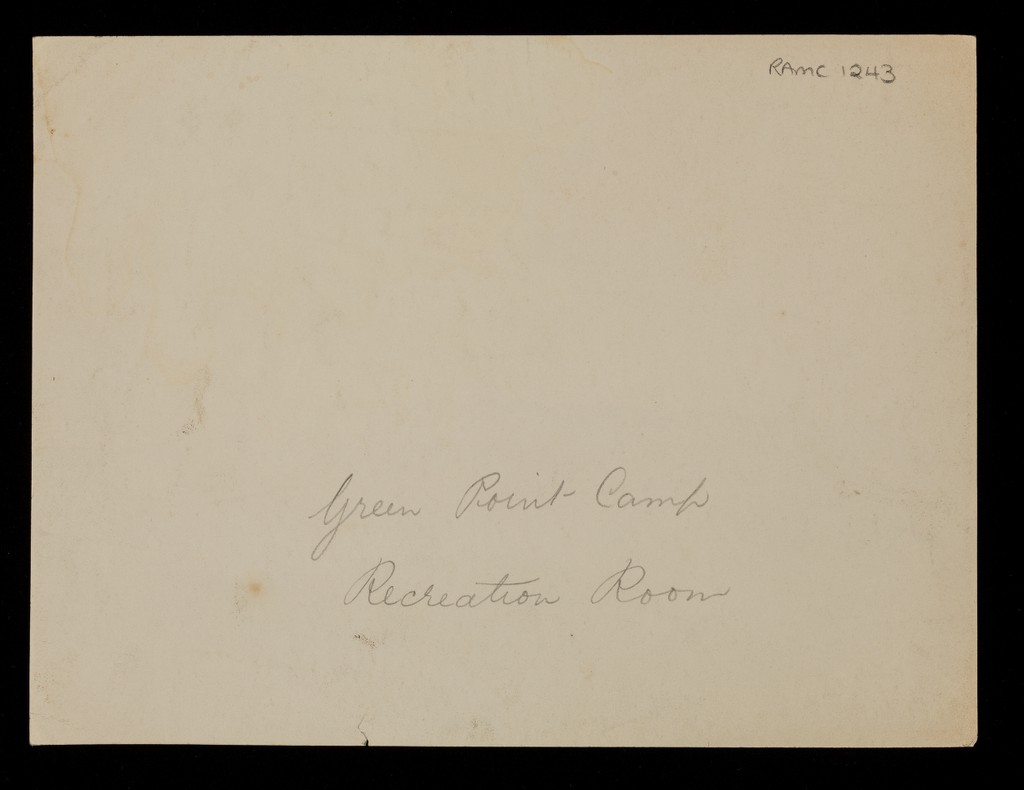 RAMC 1243
Green Point Camp
Recreation Room